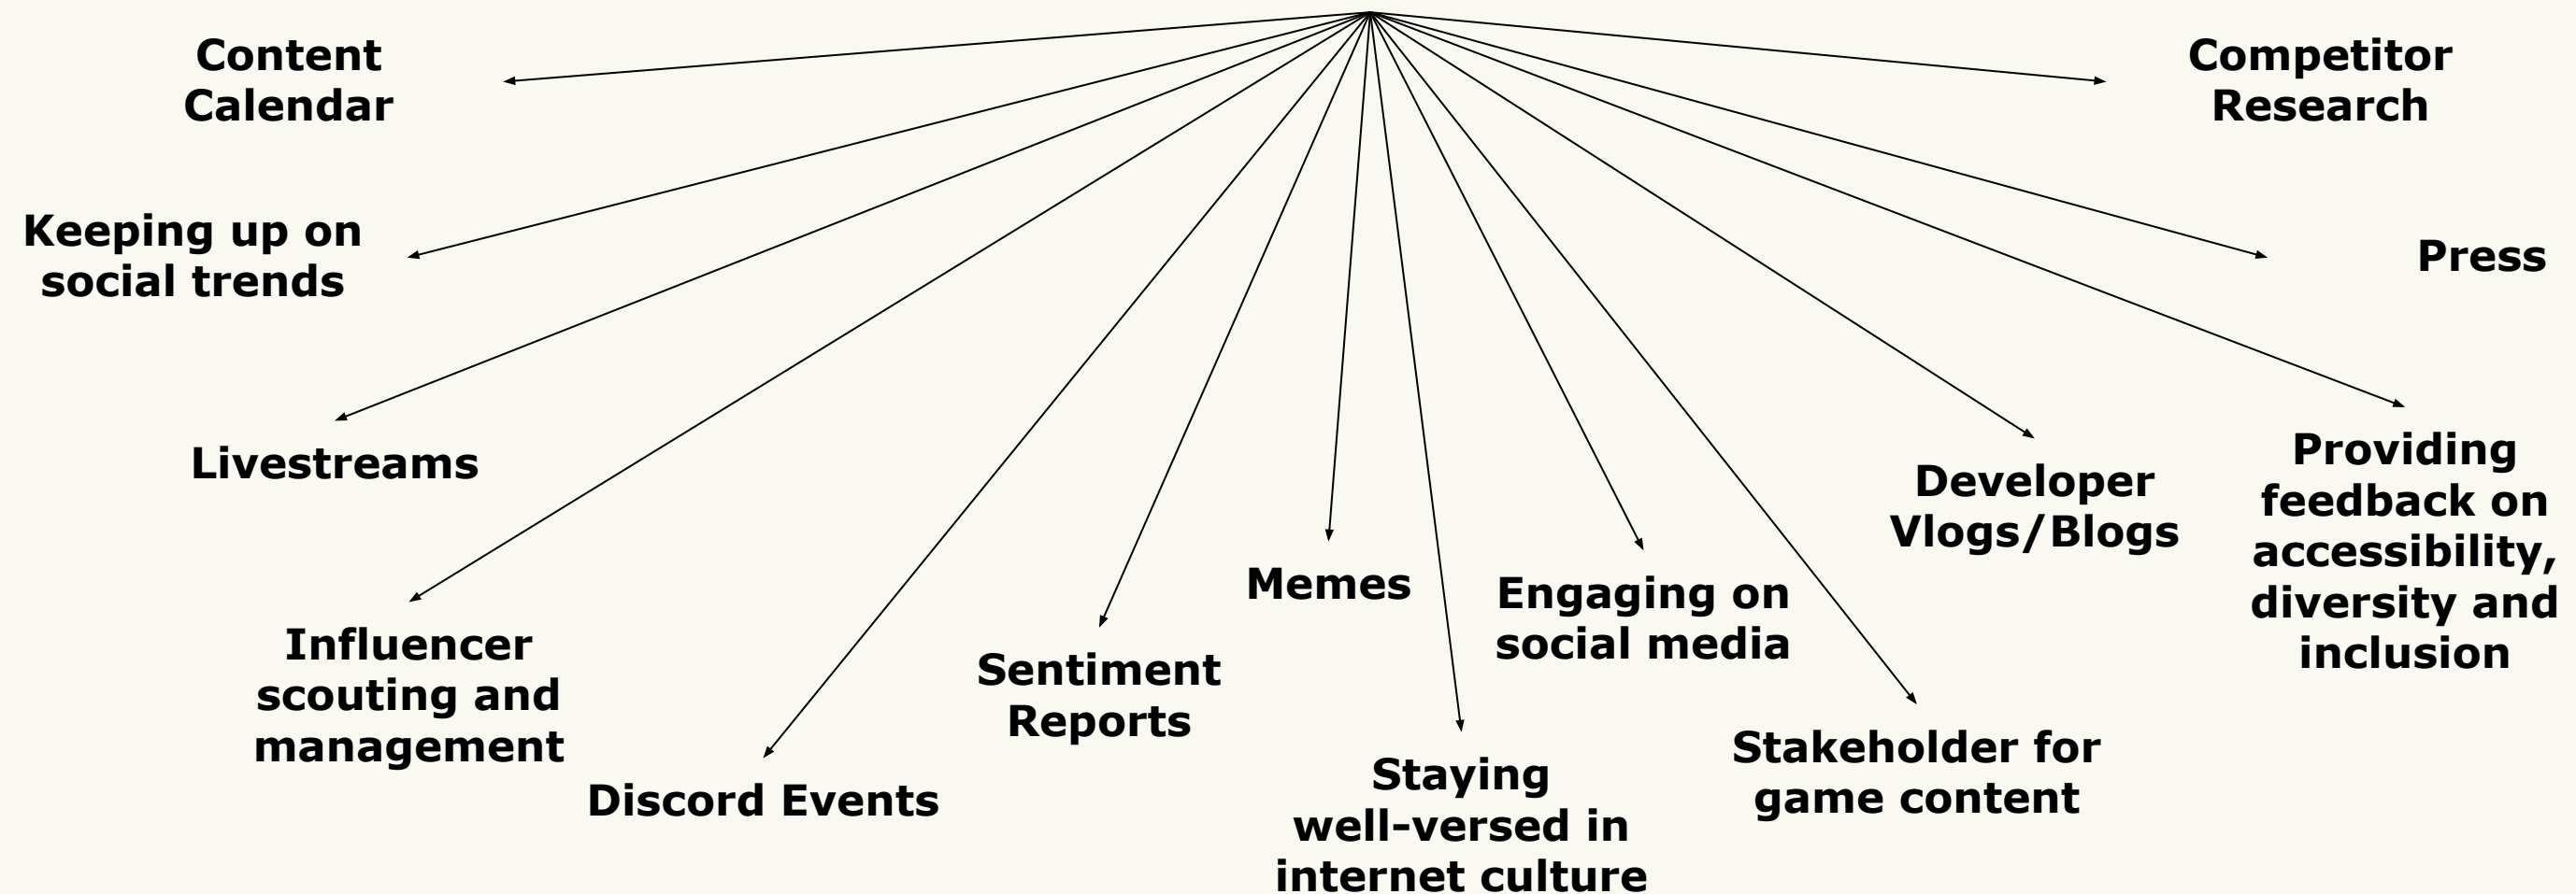 Content
Calendar
Competitor
Research
Keeping up on
social trends
Press
Livestreams
Providing
feedback on
accessibility,
diversity and
inclusion
Developer
Vlogs/Blogs
Memes
Engaging on
social media
Influencer
scouting and
management
Sentiment
Reports
Discord Events
Staying
well-versed in
internet culture
Stakeholder for
game content